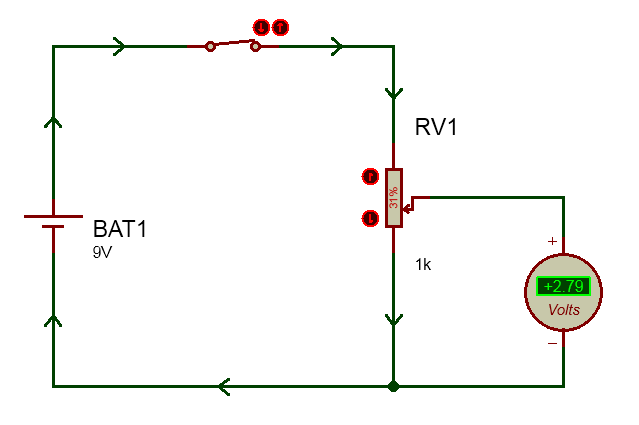 RV1
31%
BAT1
9V
1k
+
+2.79
Volts
−